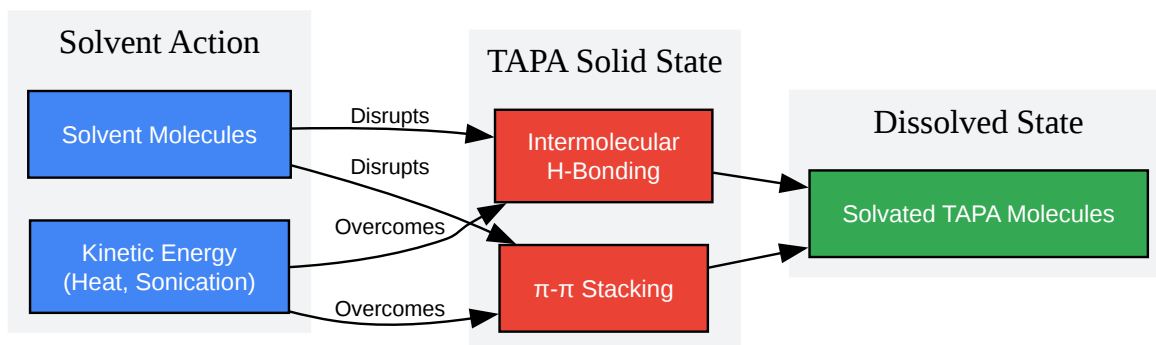 Solvent Action
Solvent Molecules
Kinetic Energy
(Heat, Sonication)
Disrupts
Disrupts
Overcomes
Overcomes
TAPA Solid State
Intermolecular
H-Bonding
π-π Stacking
Dissolved State
Solvated TAPA Molecules